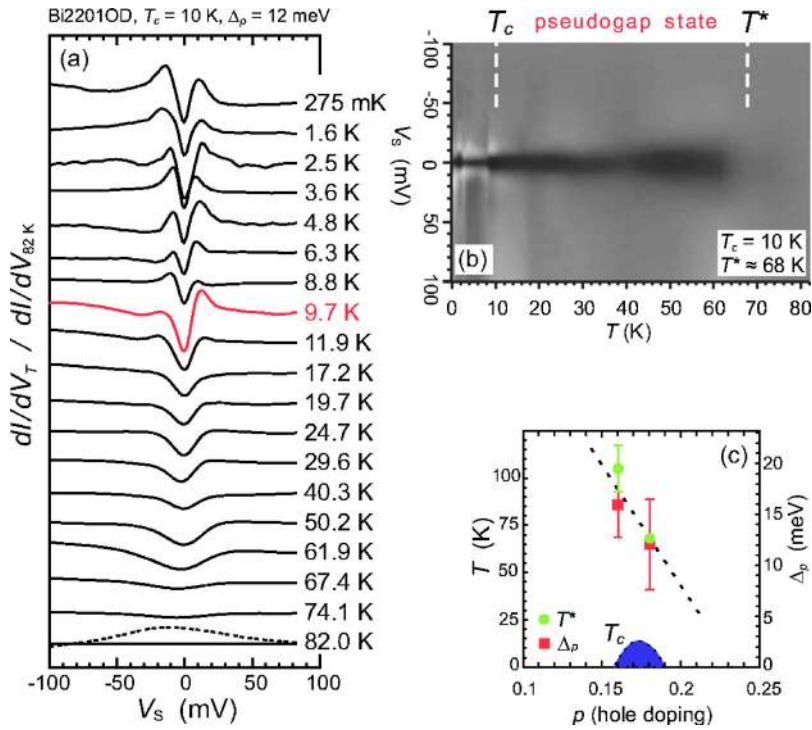 Bi2201OD, Tc = 10 K, Δp = 12 meV
(a)
275 mK
1.6 K
2.5 K
3.6 K
4.8 K
6.3 K
8.8 K
9.7 K
11.9 K
17.2 K
19.7 K
24.7 K
29.6 K
40.3 K
50.2 K
61.9 K
67.4 K
74.1 K
82.0 K
dI/dVT / dI/dV82 K
-100 -50 0 50 100
VS (mV)
Tc pseudogap state T*
-100
-50
0
50
100
VS (mV)
(b)
Tc = 10 K
T* ≈ 68 K
0 10 20 30 40 50 60 70 80
T (K)
(c)
100
75
50
25
0
T (K)
20
15
10
5
0
Δp (meV)
T*
Δp
Tc
0.1 0.15 0.2 0.25
p (hole doping)